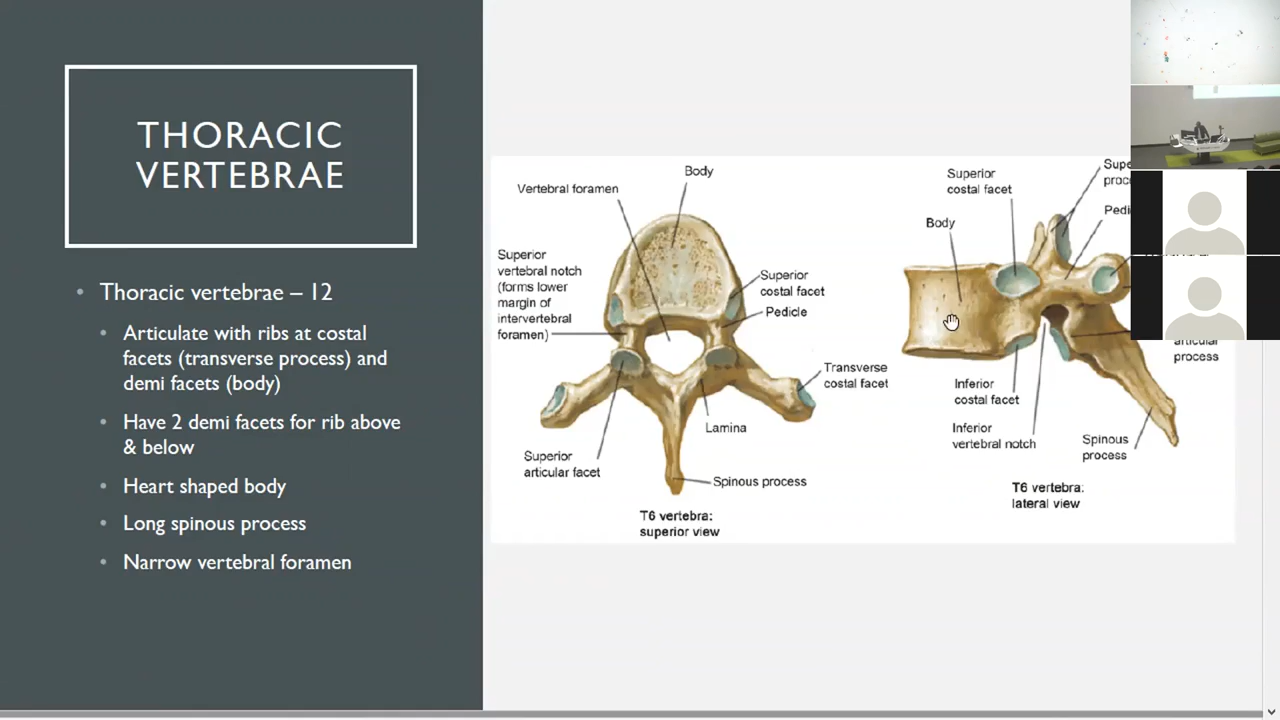 THORACIC
VERTEBRAE
• Thoracic vertebrae – 12
• Articulate with ribs at costal
facets (transverse process) and
demi facets (body)
• Have 2 demi facets for rib above
& below
• Heart shaped body
• Long spinous process
• Narrow vertebral foramen
Body
Vertebral foramen
Superior
vertebral notch
(forms lower
margin of
intervertebral
foramen)
Superior
costal facet
Pedicle
Transverse
costal facet
Lamina
Superior
articular facet
Spinous process
T6 vertebra:
superior view
Superior
costal facet
Body
Inferior
costal facet
Inferior
vertebral notch
process
Spinous
process
T6 vertebra:
lateral view